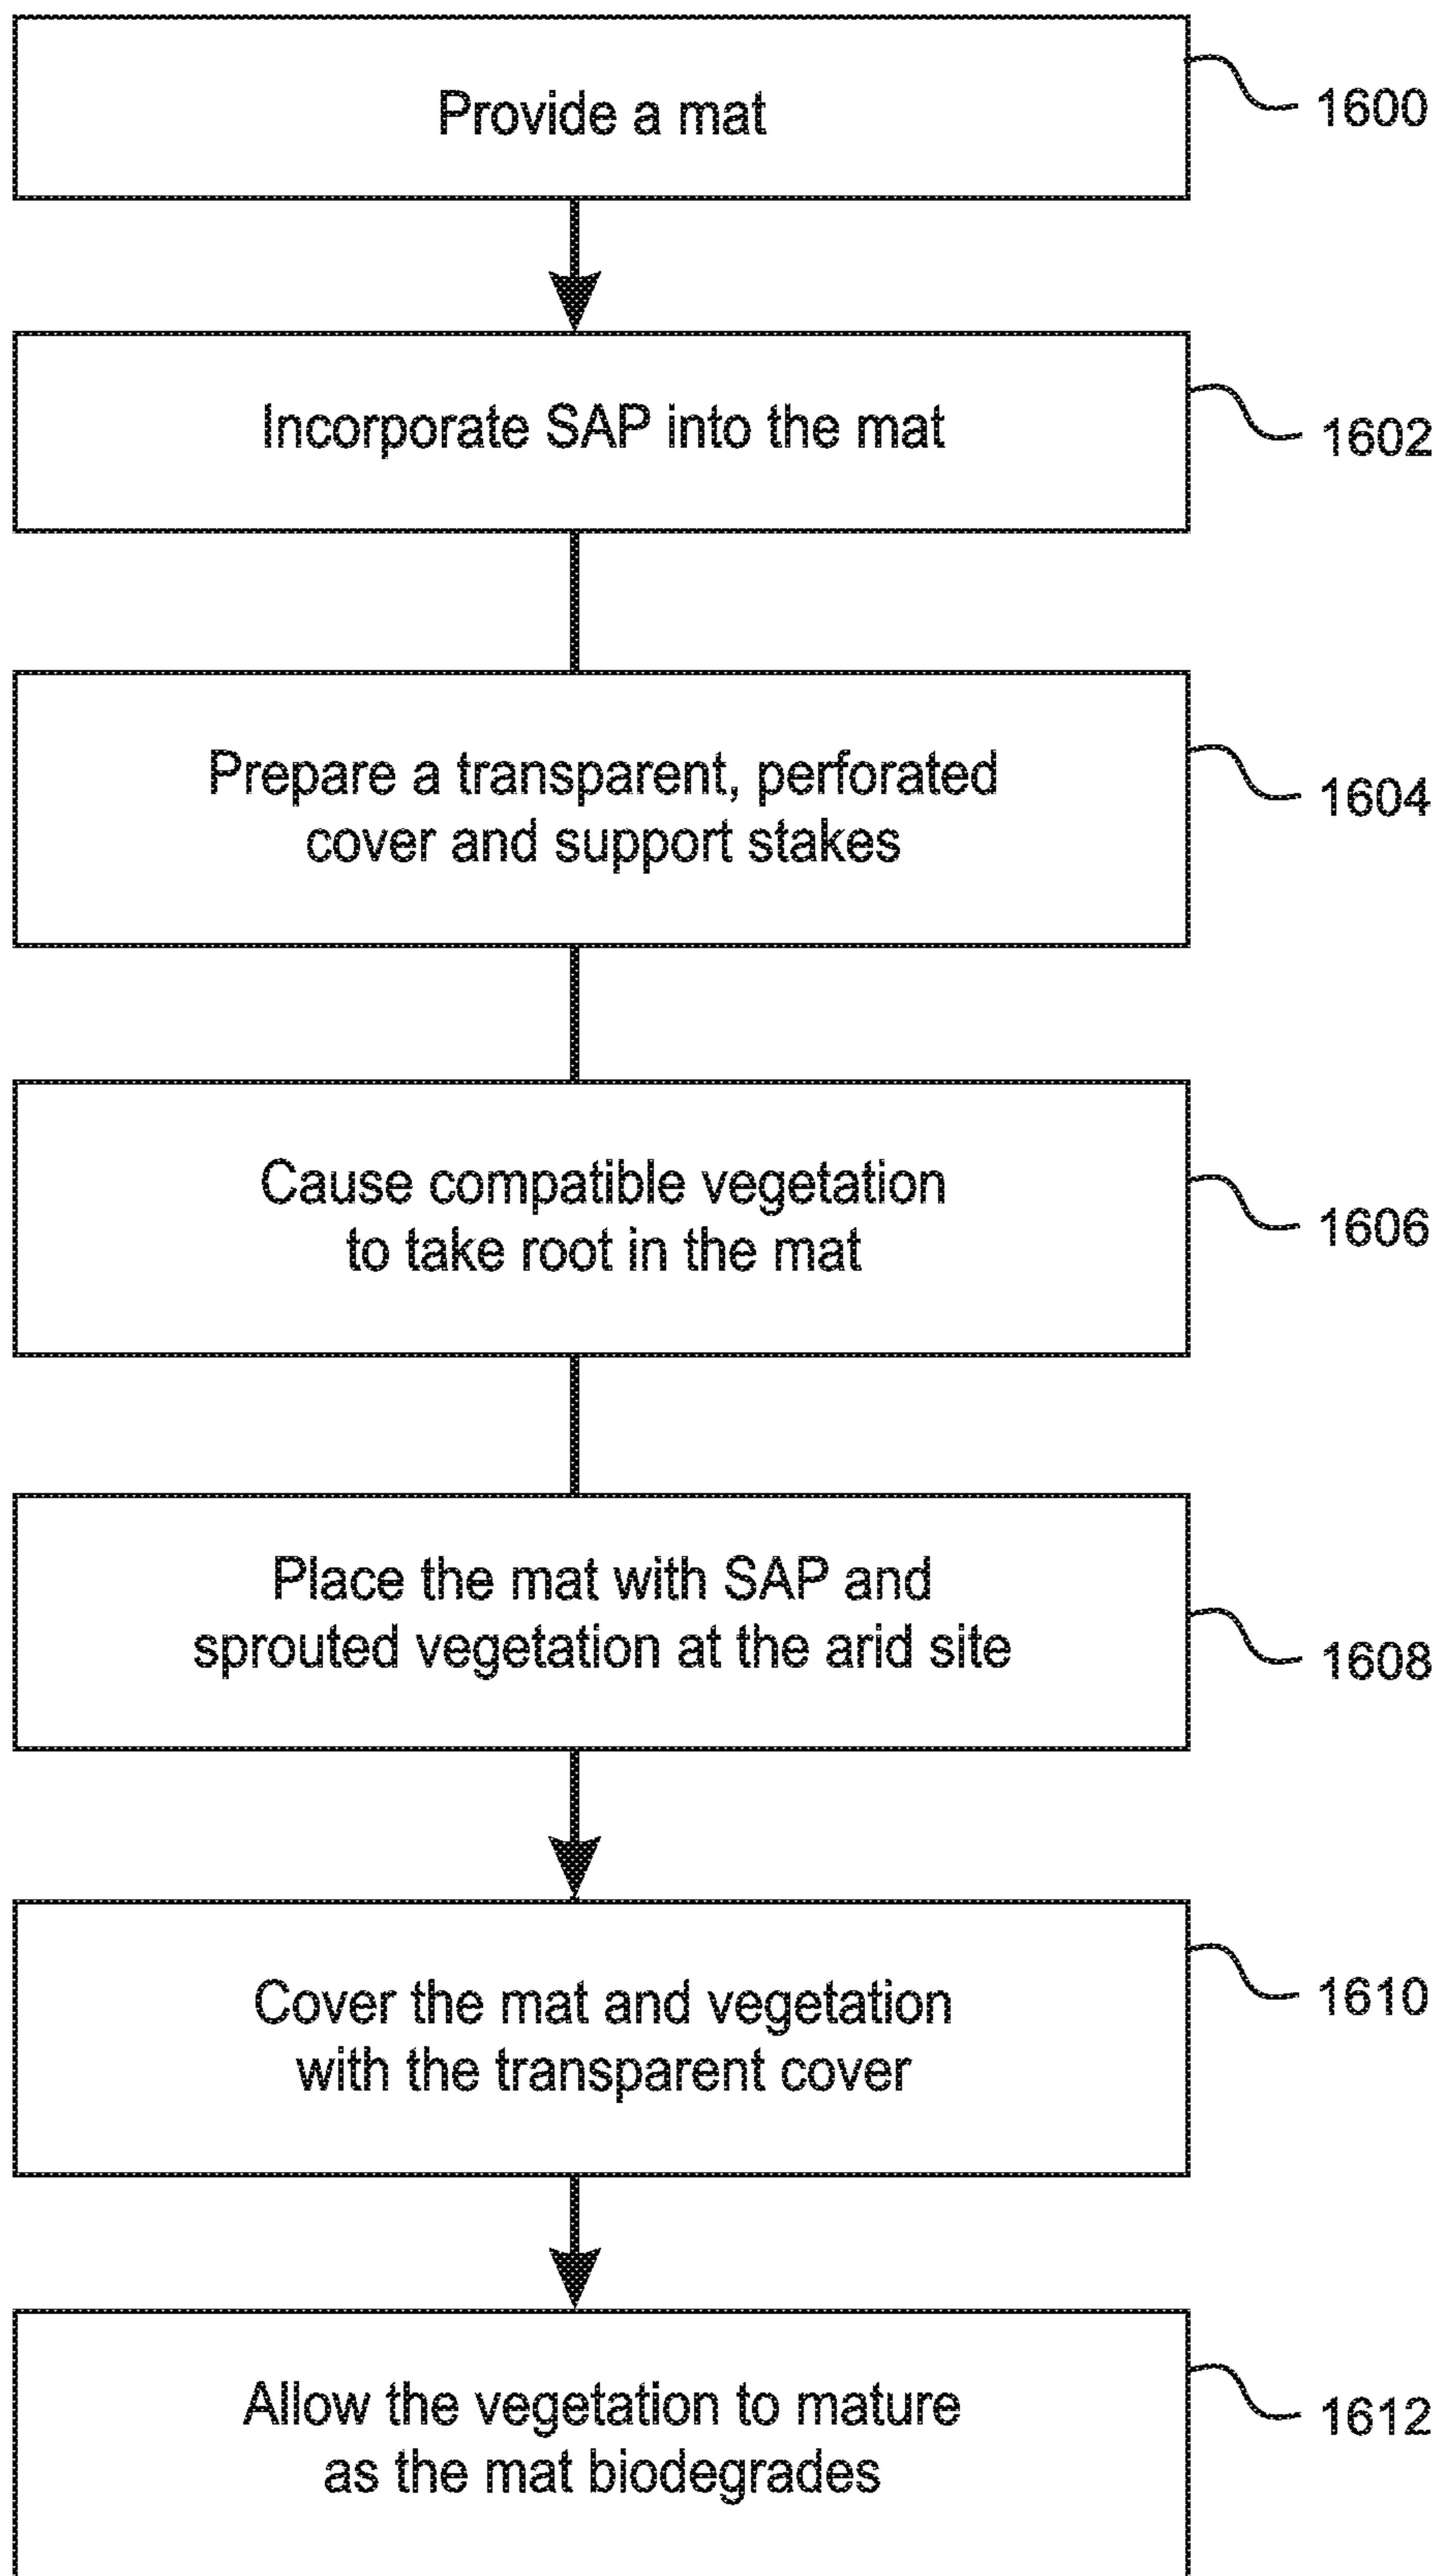 Provide a mat
1600
Incorporate SAP into the mat
1602
Prepare a transparent, perforated
cover and support stakes
1604
Cause compatible vegetation
to take root in the mat
1606
Place the mat with SAP and
sprouted vegetation at the arid site
1608
Cover the mat and vegetation
with the transparent cover
1610
Allow the vegetation to mature
as the mat biodegrades
1612